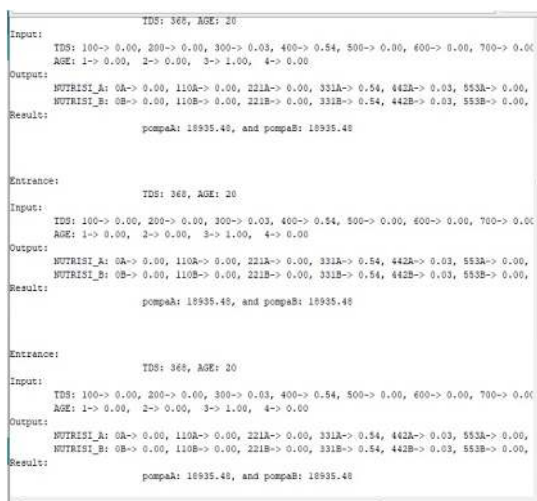 TDS: 368, AGE: 20
Input:
TDS: 100-> 0.00, 200-> 0.00, 300-> 0.03, 400-> 0.54, 500-> 0.00, 600-> 0.00, 700-> 0.00
AGE: 1-> 0.00, 2-> 0.00, 3-> 1.00, 4-> 0.00
Output:
NUTRISI_A: 0A-> 0.00, 110A-> 0.00, 221A-> 0.00, 331A-> 0.54, 442A-> 0.03, 553A-> 0.00,
NUTRISI_B: 0B-> 0.00, 110B-> 0.00, 221B-> 0.00, 331B-> 0.54, 442B-> 0.03, 553B-> 0.00,
Result:
pompaA: 18935.48, and pompaB: 18935.48
Entrance:
TDS: 368, AGE: 20
Input:
TDS: 100-> 0.00, 200-> 0.00, 300-> 0.03, 400-> 0.54, 500-> 0.00, 600-> 0.00, 700-> 0.00
AGE: 1-> 0.00, 2-> 0.00, 3-> 1.00, 4-> 0.00
Output:
NUTRISI_A: 0A-> 0.00, 110A-> 0.00, 221A-> 0.00, 331A-> 0.54, 442A-> 0.03, 553A-> 0.00,
NUTRISI_B: 0B-> 0.00, 110B-> 0.00, 221B-> 0.00, 331B-> 0.54, 442B-> 0.03, 553B-> 0.00,
Result:
pompaA: 18935.48, and pompaB: 18935.48
Entrance:
TDS: 368, AGE: 20
Input:
TDS: 100-> 0.00, 200-> 0.00, 300-> 0.03, 400-> 0.54, 500-> 0.00, 600-> 0.00, 700-> 0.00
AGE: 1-> 0.00, 2-> 0.00, 3-> 1.00, 4-> 0.00
Output:
NUTRISI_A: 0A-> 0.00, 110A-> 0.00, 221A-> 0.00, 331A-> 0.54, 442A-> 0.03, 553A-> 0.00,
NUTRISI_B: 0B-> 0.00, 110B-> 0.00, 221B-> 0.00, 331B-> 0.54, 442B-> 0.03, 553B-> 0.00,
Result:
pompaA: 18935.48, and pompaB: 18935.48